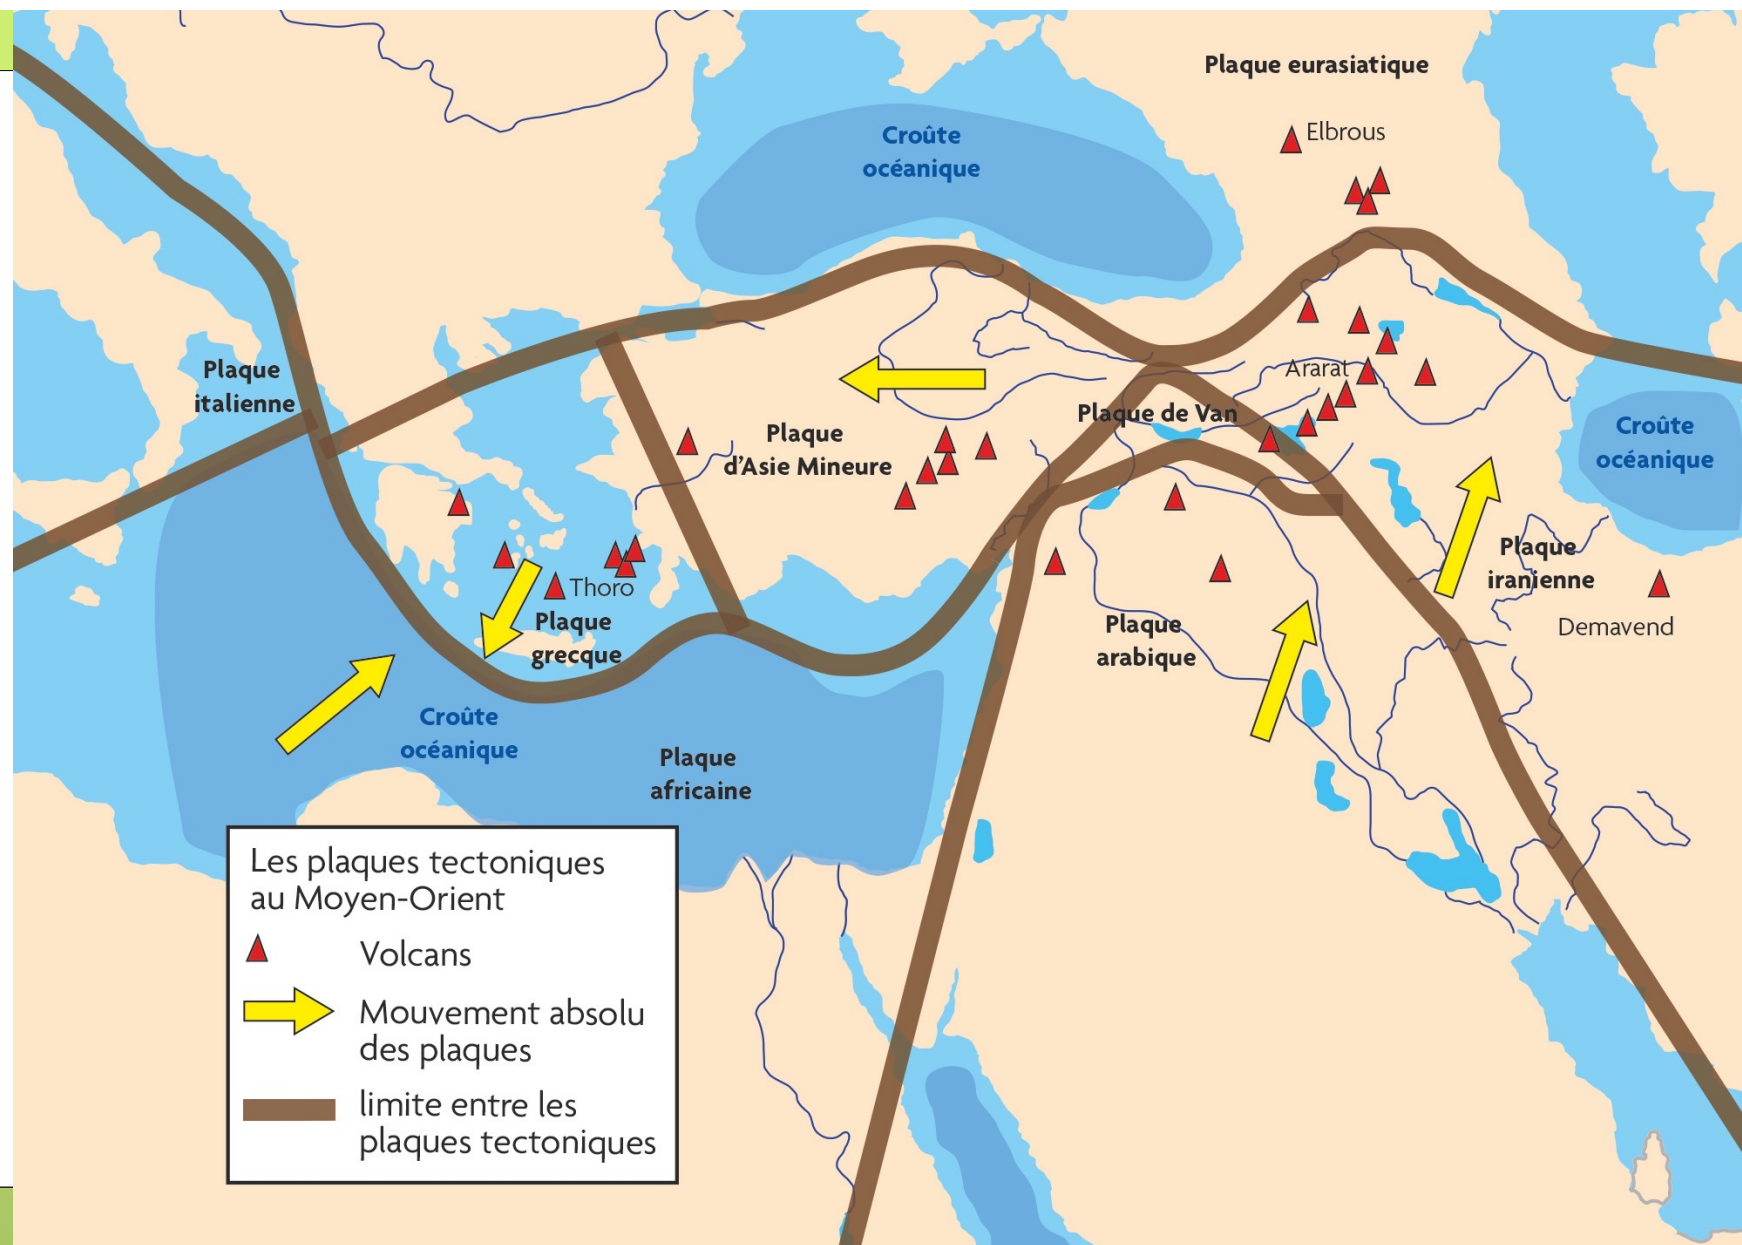 Plaque eurasiatique
Elbrous
Croûte
océanique
Plaque
italienne
Ararat
Plaque de Van
Plaque
d’Asie Mineure
Croûte
océanique
Plaque
iranienne
Thoro
Plaque
grecque
Plaque
arabique
Demavend
Croûte
océanique
Plaque
africaine
Les plaques tectoniques
au Moyen-Orient
Volcans
Mouvement absolu
des plaques
limite entre les
plaques tectoniques